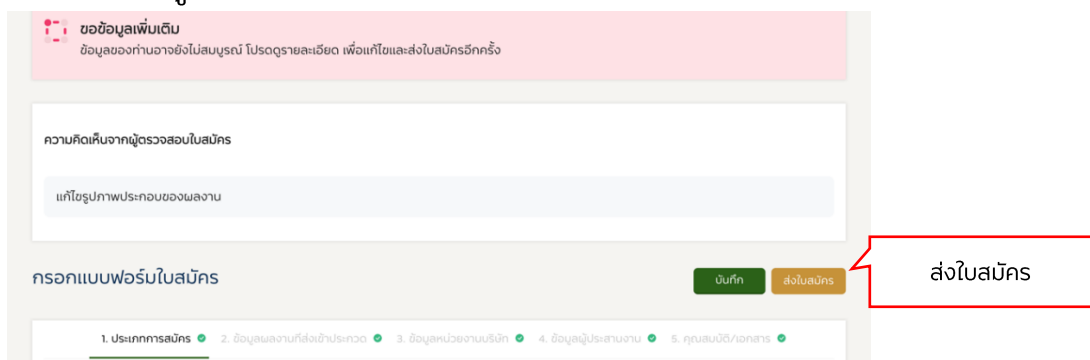 ขอข้อมูลเพิ่มเติม
ข้อมูลของท่านอาจยังไม่สมบูรณ์ โปรดดูรายละเอียด เพื่อแก้ไขและส่งใบสมัครอีกครั้ง
ความคิดเห็นจากผู้ตรวจสอบใบสมัคร
แก้ไขรูปภาพประกอบของผลงาน
กรอกแบบฟอร์มใบสมัคร
บันทึก
ส่งใบสมัคร
ส่งใบสมัคร
1. ประเภทการสมัคร
2. ข้อมูลผลงานที่ส่งเข้าประกวด
3. ข้อมูลหน่วยงานบริษัท
4. ข้อมูลผู้ประสานงาน
5. คุณสมบัติ/เอกสาร